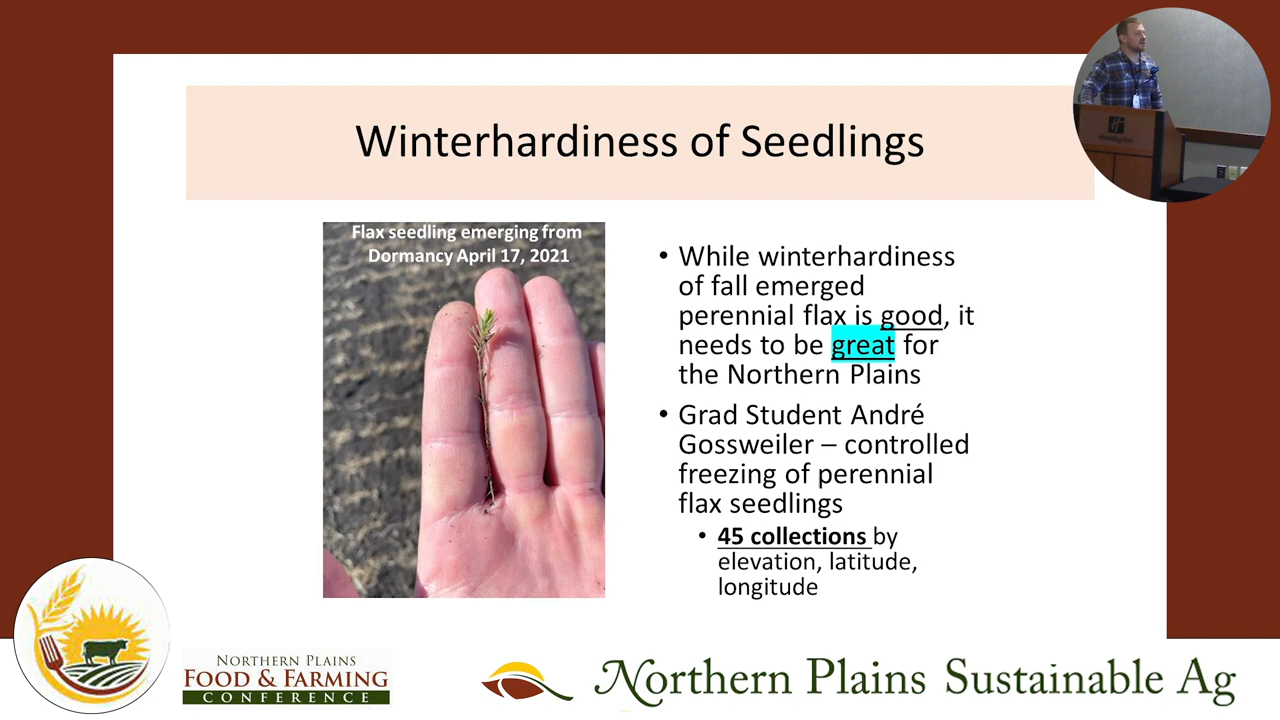 Winterhardiness of Seedlings
Holiday Inn
Flax seedling emerging from
Dormancy April 17, 2021
• While winterhardiness
of fall emerged
perennial flax is good, it
needs to be great for
the Northern Plains
• Grad Student André
Gossweiler – controlled
freezing of perennial
flax seedlings
• 45 collections by
elevation, latitude,
longitude
NORTHERN PLAINS
FOOD & FARMING
CONFERENCE
Northern Plains Sustainable Ag